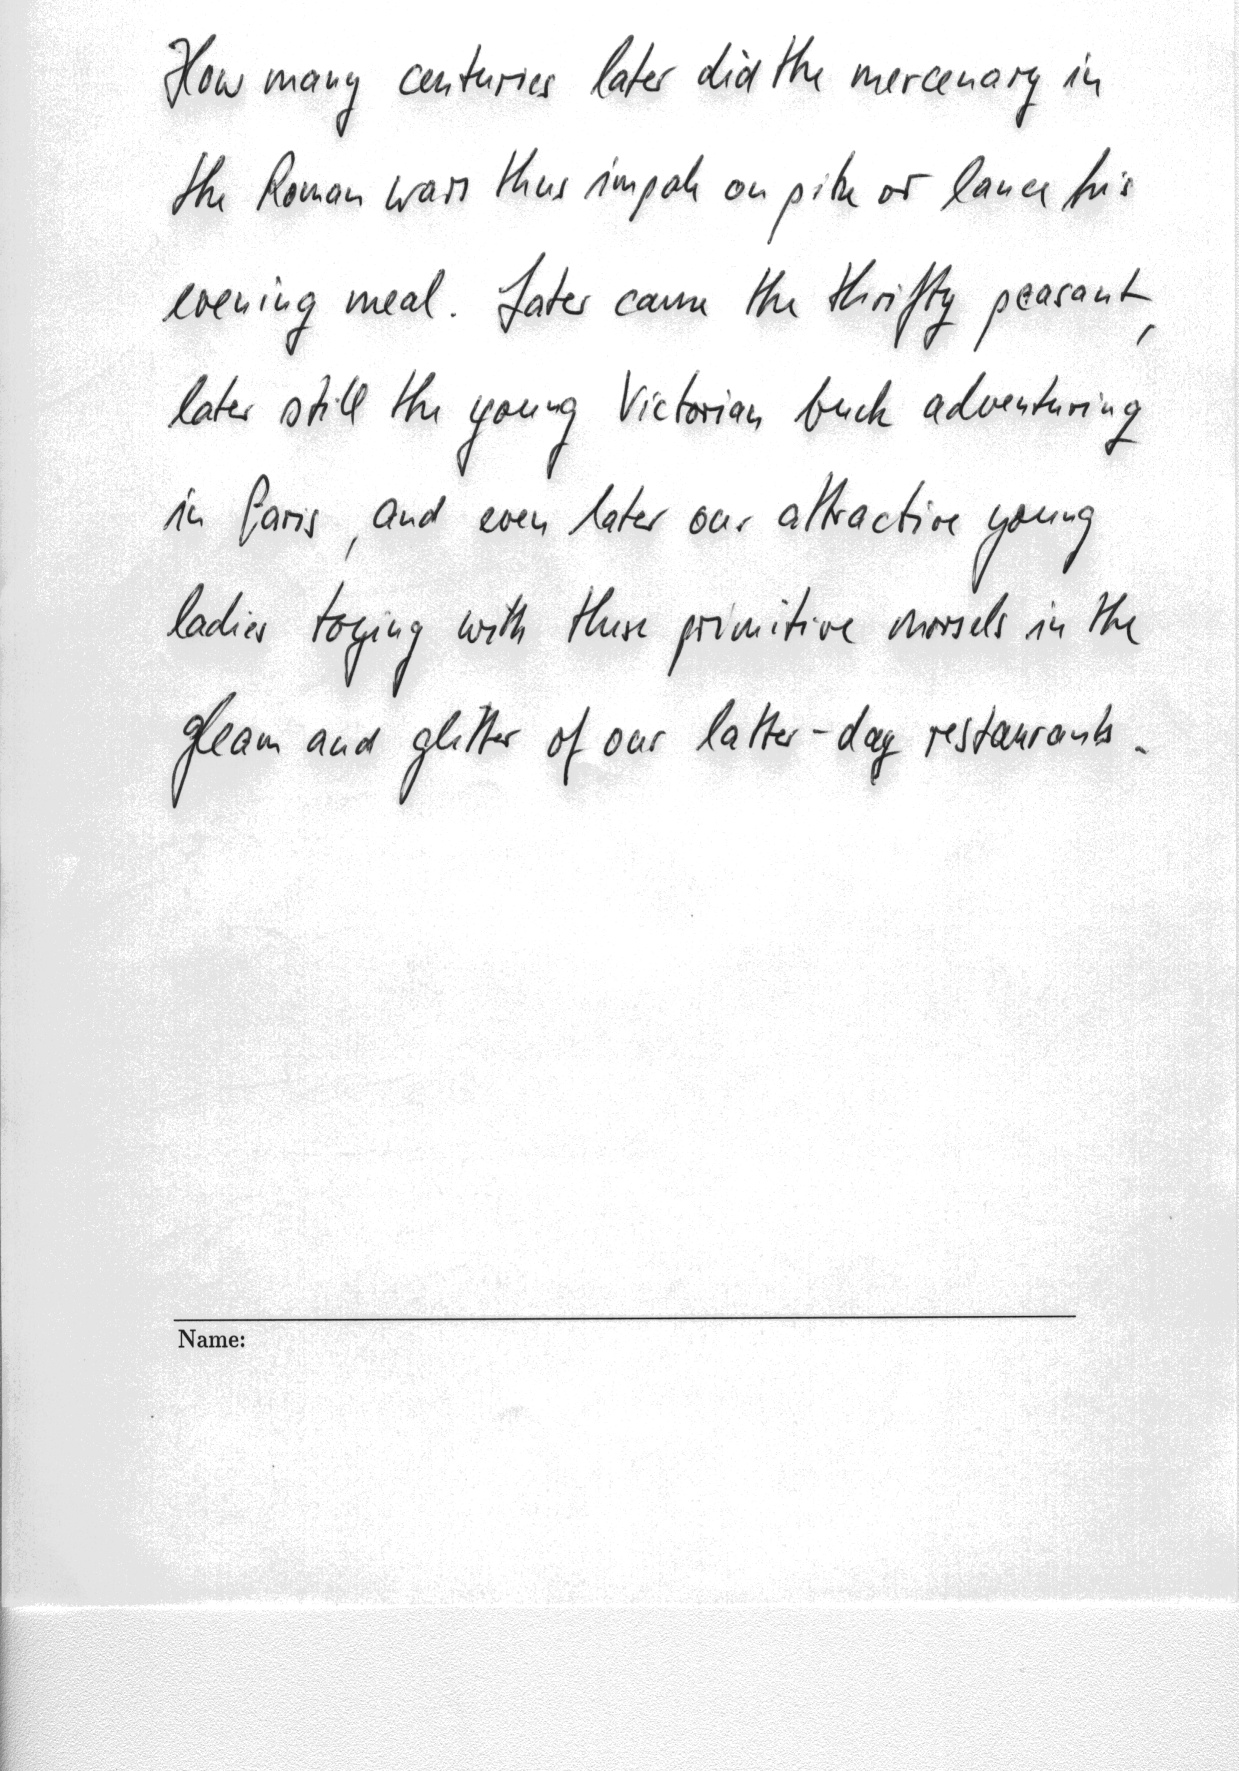 How many centuries later did the mercenary in
the Roman wars thus impale on pike or lance his
evening meal. Later came the thrifty peasant,
later still the young Victorian buck adventuring
in Paris, and even later our attractive young
ladies toying with these primitive morsels in the
gleam and glitter of our latter-day restaurants.
Name: